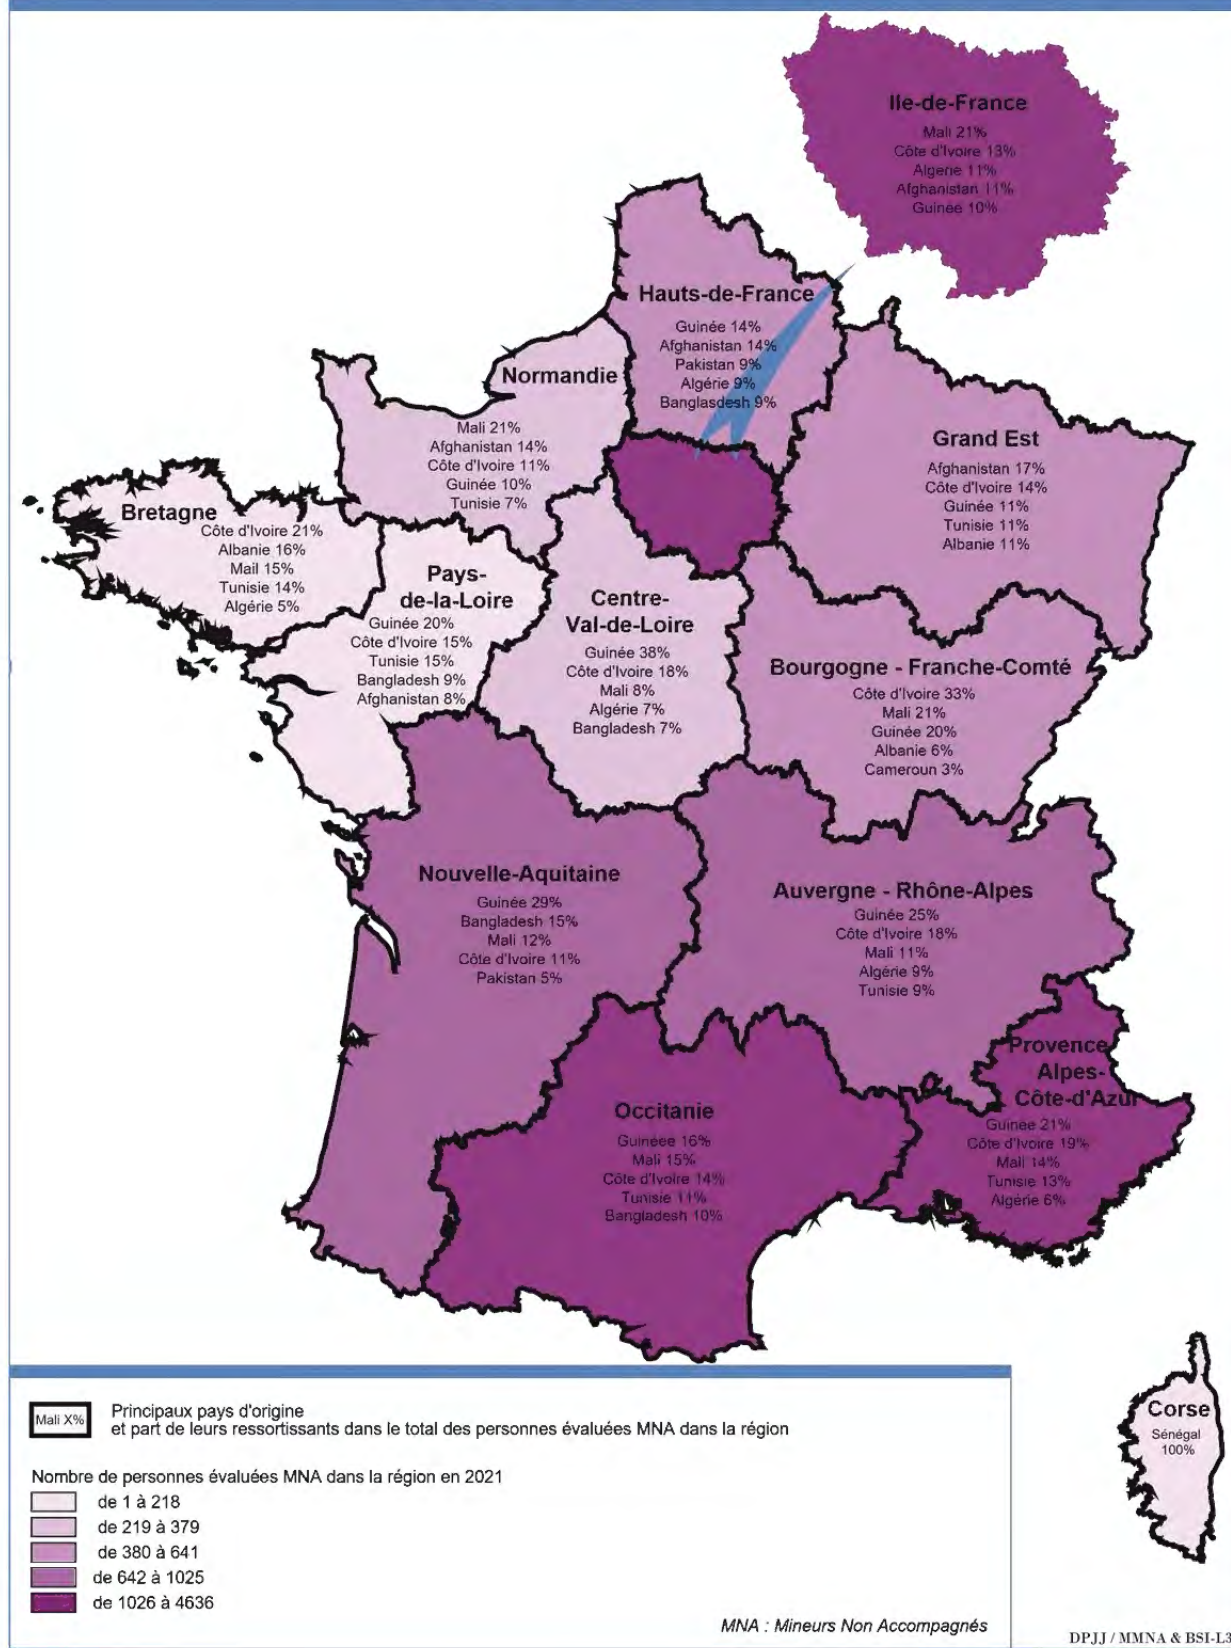 Ile-de-France
Mali 21%
Côte d'Ivoire 13%
Algérie 11%
Afghanistan 11%
Guinée 10%
Hauts-de-France
Guinée 14%
Afghanistan 14%
Pakistan 9%
Algérie 9%
Banglasdesh 9%
Normandie
Mali 21%
Afghanistan 14%
Côte d'Ivoire 11%
Guinée 10%
Tunisie 7%
Grand Est
Afghanistan 17%
Côte d'Ivoire 14%
Guinée 11%
Tunisie 11%
Albanie 11%
Bretagne
Côte d'Ivoire 21%
Albanie 16%
Mail 15%
Tunisie 14%
Algérie 5%
Pays-
de-la-Loire
Guinée 20%
Côte d'Ivoire 15%
Tunisie 15%
Bangladesh 9%
Afghanistan 8%
Centre-
Val-de-Loire
Guinée 38%
Côte d'Ivoire 18%
Mali 8%
Algérie 7%
Bangladesh 7%
Bourgogne - Franche-Comté
Côte d'Ivoire 33%
Mali 21%
Guinée 20%
Albanie 6%
Cameroun 3%
Nouvelle-Aquitaine
Guinée 29%
Bangladesh 15%
Mali 12%
Côte d'Ivoire 11%
Pakistan 5%
Auvergne - Rhône-Alpes
Guinée 25%
Côte d'Ivoire 18%
Mali 11%
Algérie 9%
Tunisie 9%
Provence
Alpes-
Côte-d'Azur
Guinée 21%
Côte d'Ivoire 19%
Mali 14%
Tunisie 13%
Algérie 6%
Occitanie
Guineée 16%
Mali 15%
Côte d'Ivoire 14%
Tunisie 11%
Bangladesh 10%
Corse
Sénégal
100%
Mali X%
Principaux pays d'origine
et part de leurs ressortissants dans le total des personnes évaluées MNA dans la région
Nombre de personnes évaluées MNA dans la région en 2021
de 1 à 218
de 219 à 379
de 380 à 641
de 642 à 1025
de 1026 à 4636
MNA : Mineurs Non Accompagnés
DPJJ / MMNA & BSI-L3